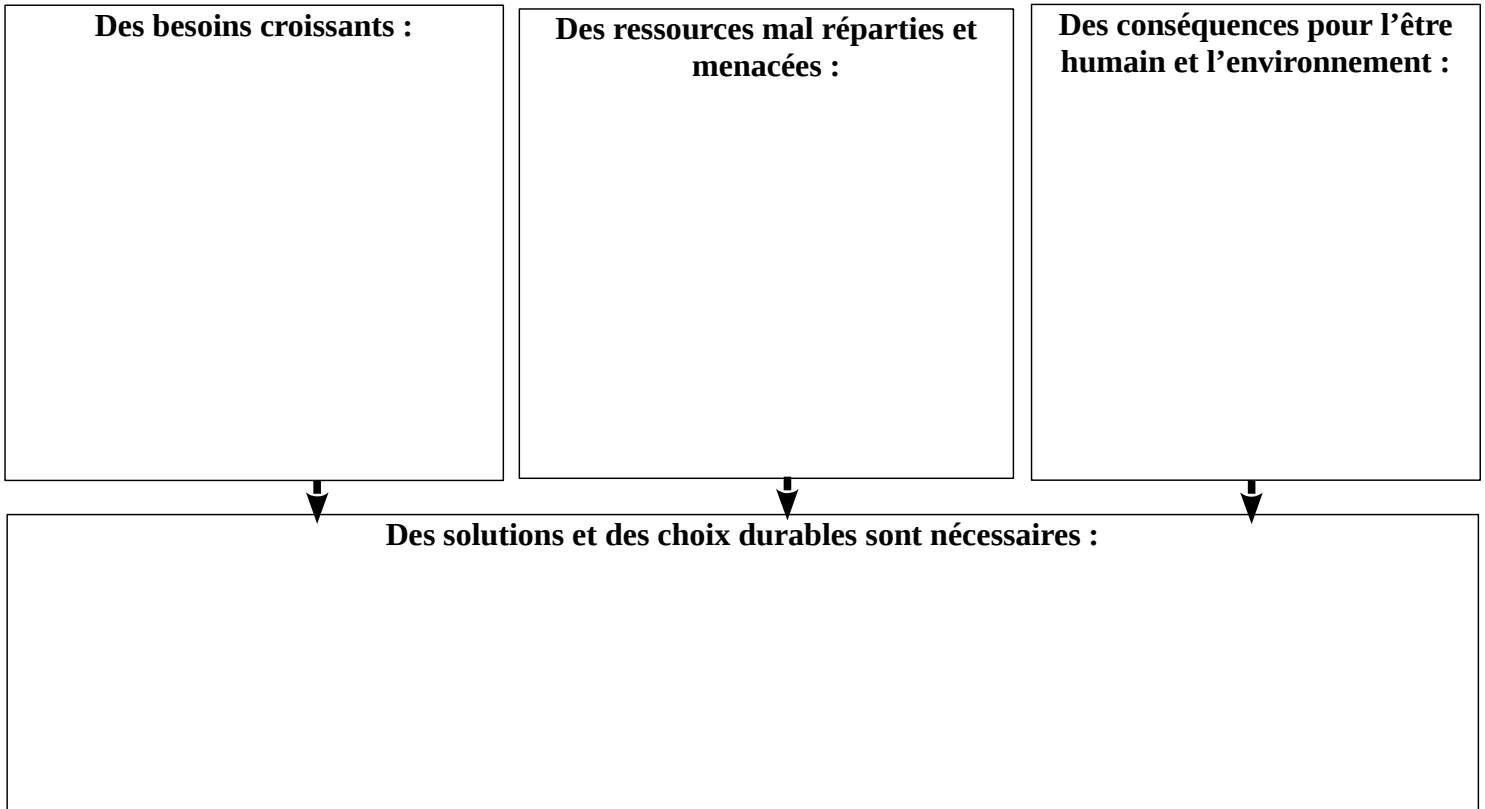 Des besoins croissants :
Des ressources mal réparties et
menacées :
Des conséquences pour l’être
humain et l’environnement :
Des solutions et des choix durables sont nécessaires :